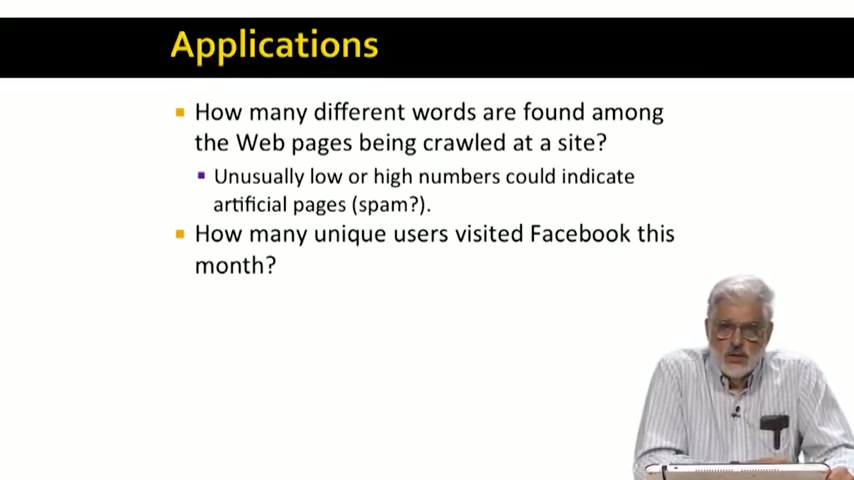 Applications
How many different words are found among
the Web pages being crawled at a site?
Unusually low or high numbers could indicate
artificial pages (spam?).
How many unique users visited Facebook this
month?